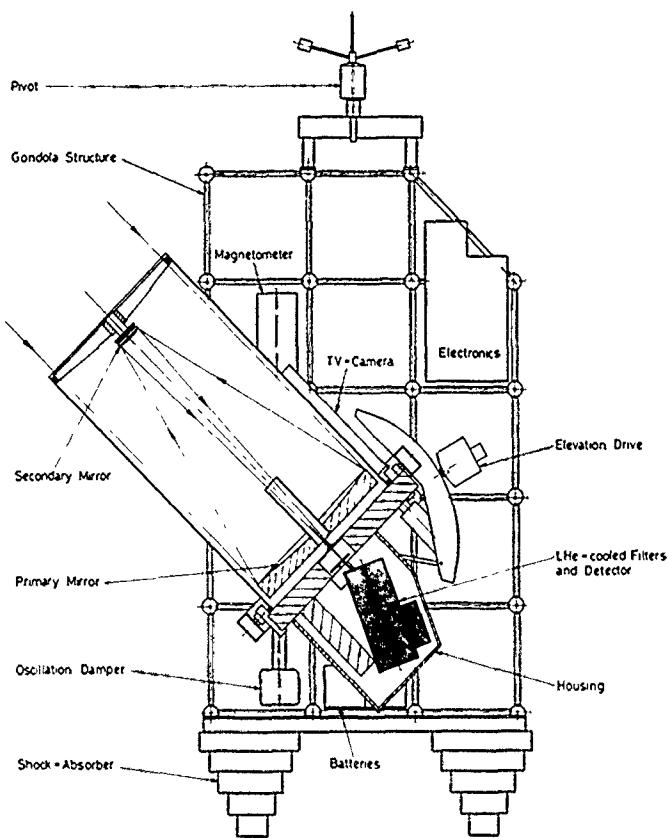 Pivot
Gondola Structure
Magnetometer
TV=Camera
Electronics
Elevation Drive
Secondary Mirror
Primary Mirror
LHe=cooled Filters
and Detector
Oscillation Damper
Housing
Shock=Absorber
Batteries